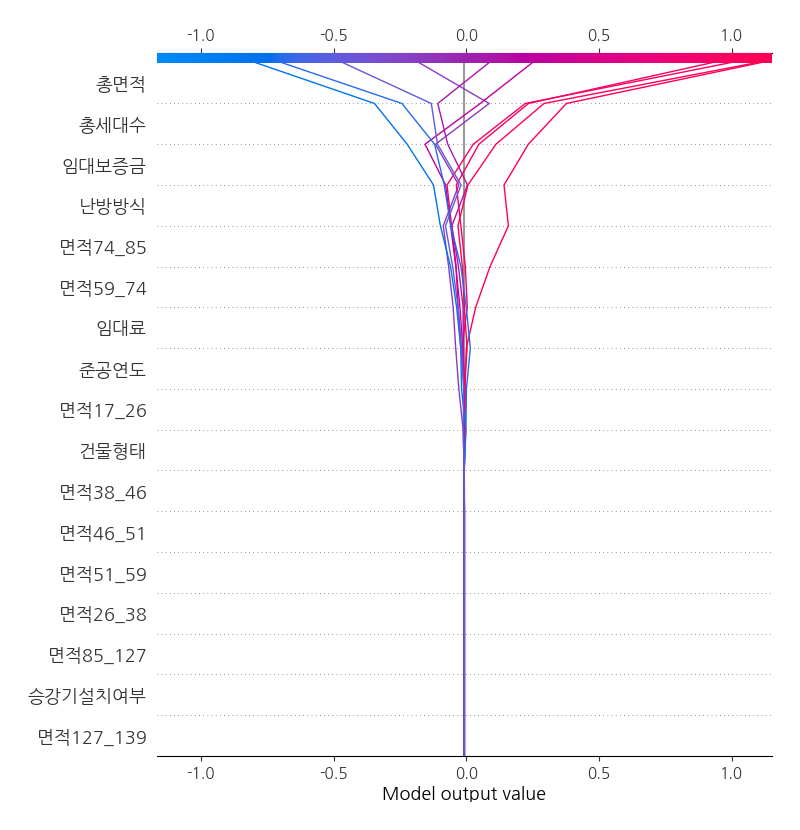 -1.0 -0.5 0.0 0.5 1.0
총면적
총세대수
임대보증금
난방방식
면적74_85
면적59_74
임대료
준공연도
면적17_26
건물형태
면적38_46
면적46_51
면적51_59
면적26_38
면적85_127
승강기설치여부
면적127_139
-1.0 -0.5 0.0 0.5 1.0
Model output value